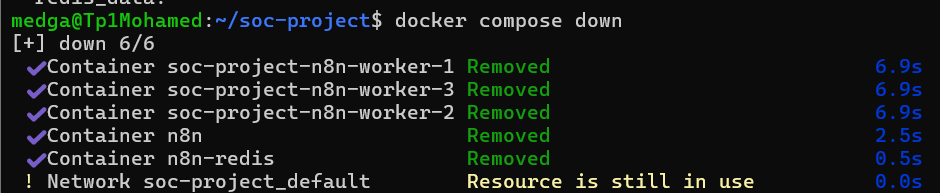 redis_data:
medga@Tp1Mohamed:~/soc-project$ docker compose down
[+] down 6/6
✔Container soc-project-n8n-worker-1 Removed 6.9s
✔Container soc-project-n8n-worker-3 Removed 6.9s
✔Container soc-project-n8n-worker-2 Removed 6.9s
✔Container n8n Removed 2.5s
✔Container n8n-redis Removed 0.5s
! Network soc-project_default Resource is still in use 0.0s